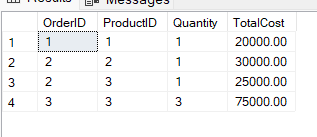 Results Messages
OrderID ProductID Quantity TotalCost
1 1 1 1 20000.00
2 2 2 1 30000.00
3 2 3 1 25000.00
4 3 3 3 75000.00